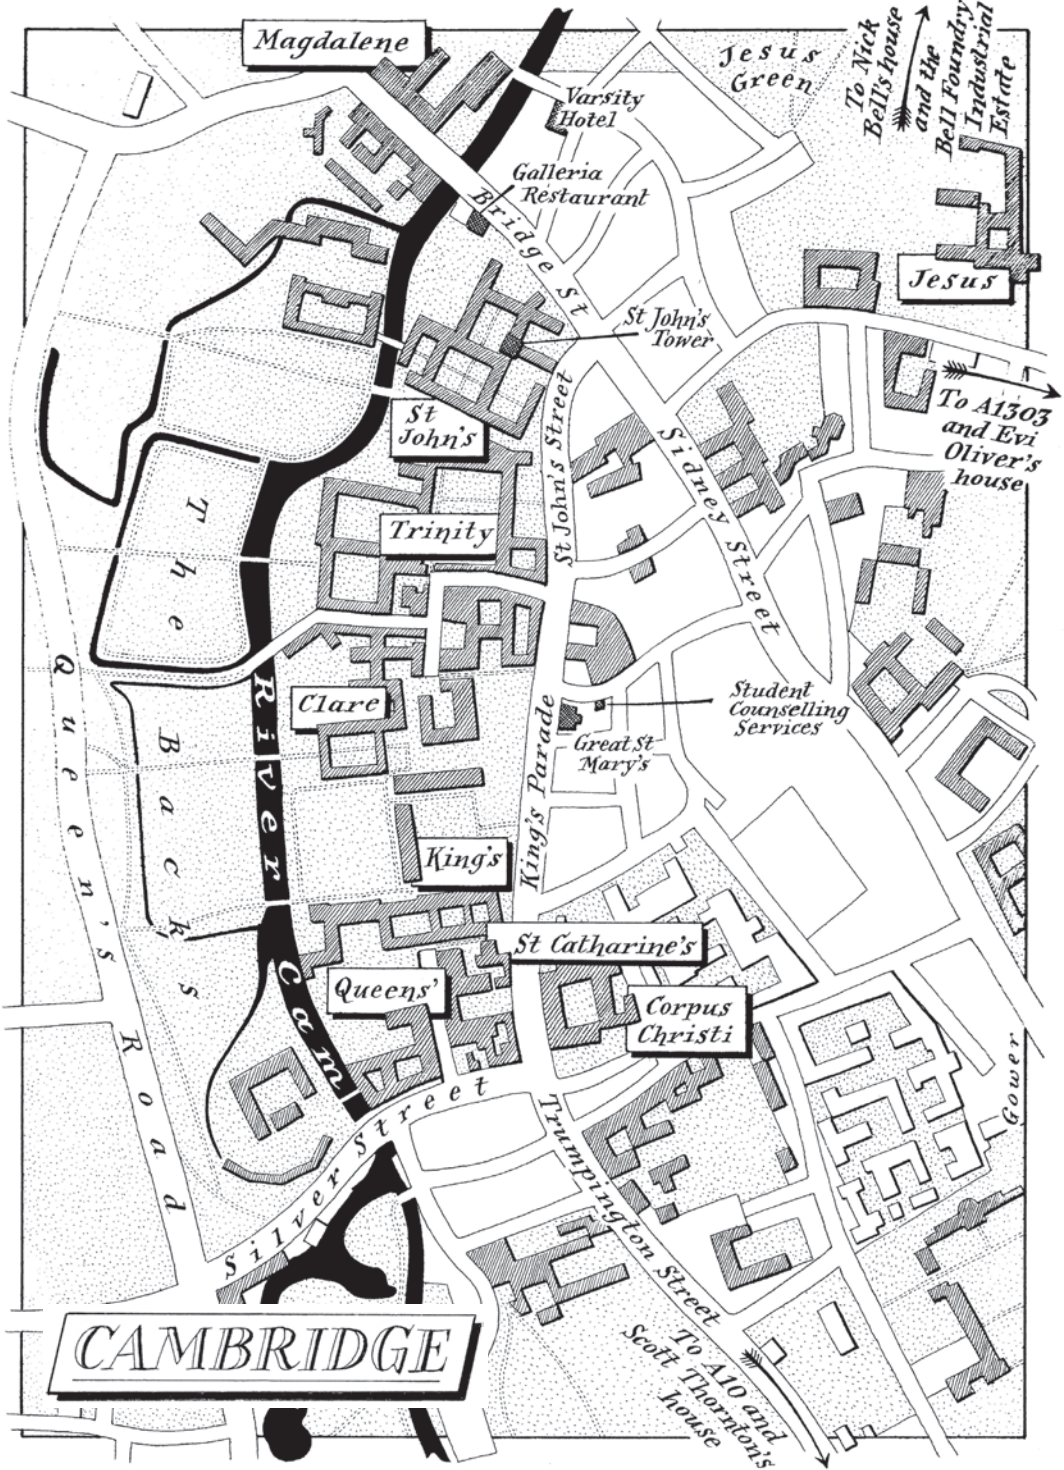 Magdalene
Jesus
Green
To Nick
Bell's house
and the
Bell Foundry
Industrial
Estate
Varsity
Hotel
Galleria
Restaurant
Bridge St
Jesus
St John's
Tower
To A1303
and Evi
Oliver's
house
St
John's
St John's Street
Sidney Street
Trinity
The
Backs
Queen's Road
River Cam
Clare
Student
Counselling
Services
Great St
Mary's
King's Parade
King's
St Catharine's
Queens'
Corpus
Christi
Gower
Silver Street
Trumpington Street
To A10 and
Scott Thornton's
house
CAMBRIDGE